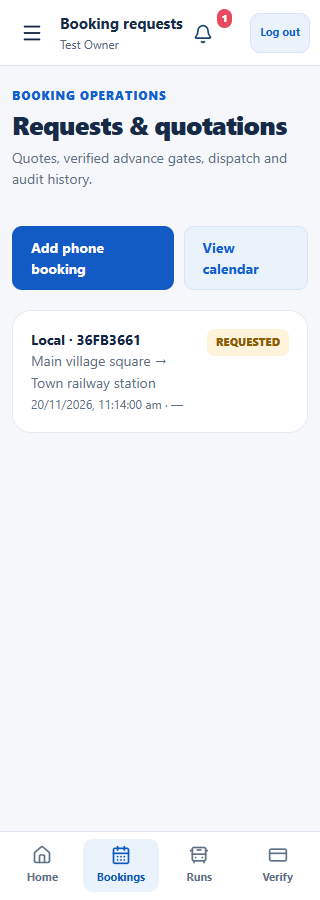 Booking requests
Test Owner
1
Log out
BOOKING OPERATIONS
Requests & quotations
Quotes, verified advance gates, dispatch and
audit history.
Add phone
booking
View
calendar
Local · 36FB3661
REQUESTED
Main village square →
Town railway station
20/11/2026, 11:14:00 am · —
Home
Bookings
Runs
Verify